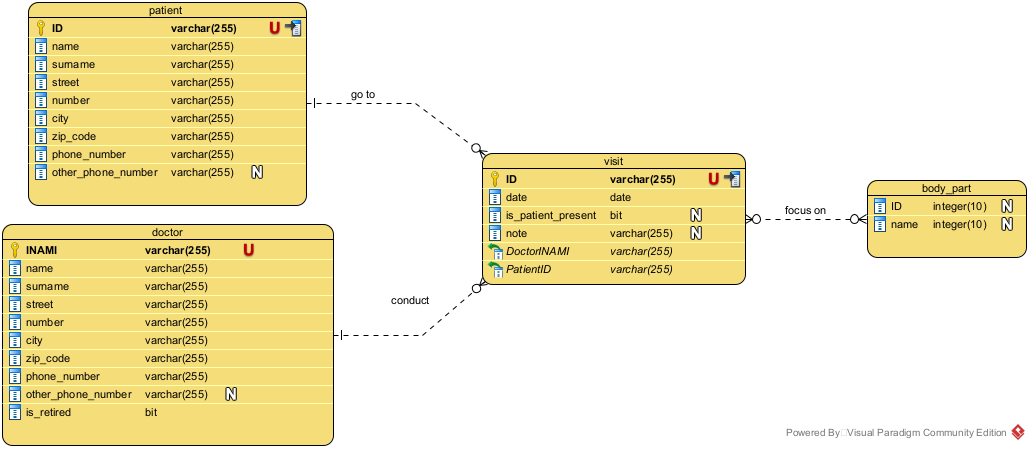 patient
ID varchar(255) U
name varchar(255)
surname varchar(255)
street varchar(255)
number varchar(255)
city varchar(255)
zip_code varchar(255)
phone_number varchar(255)
other_phone_number varchar(255) N
go to
visit
ID varchar(255) U
date date
is_patient_present bit N
note varchar(255) N
DoctorINAMI varchar(255)
PatientID varchar(255)
focus on
body_part
ID integer(10) N
name integer(10) N
doctor
INAMI varchar(255) U
name varchar(255)
surname varchar(255)
street varchar(255)
number varchar(255)
city varchar(255)
zip_code varchar(255)
phone_number varchar(255)
other_phone_number varchar(255) N
is_retired bit
conduct
Powered By Visual Paradigm Community Edition